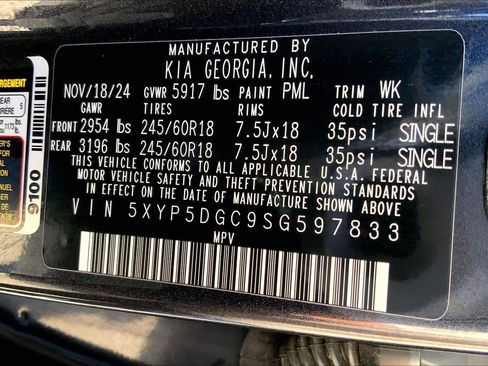 MANUFACTURED BY
KIA GEORGIA, INC.
NOV/18/24 GVWR 5917 lbs PAINT PML TRIM WK
GAWR TIRES RIMS COLD TIRE INFL
FRONT 2954 lbs 245/60R18 7.5Jx18 35psi SINGLE
REAR 3196 lbs 245/60R18 7.5Jx18 35psi SINGLE
THIS VEHICLE CONFORMS TO ALL APPLICABLE U.S.A FEDERAL
MOTOR VEHICLE SAFETY AND THEFT PREVENTION STANDARDS
IN EFFECT ON THE DATE OF MANUFACTURE SHOWN ABOVE.
VIN 5XYP5DGC9SG597833
MPV
9100